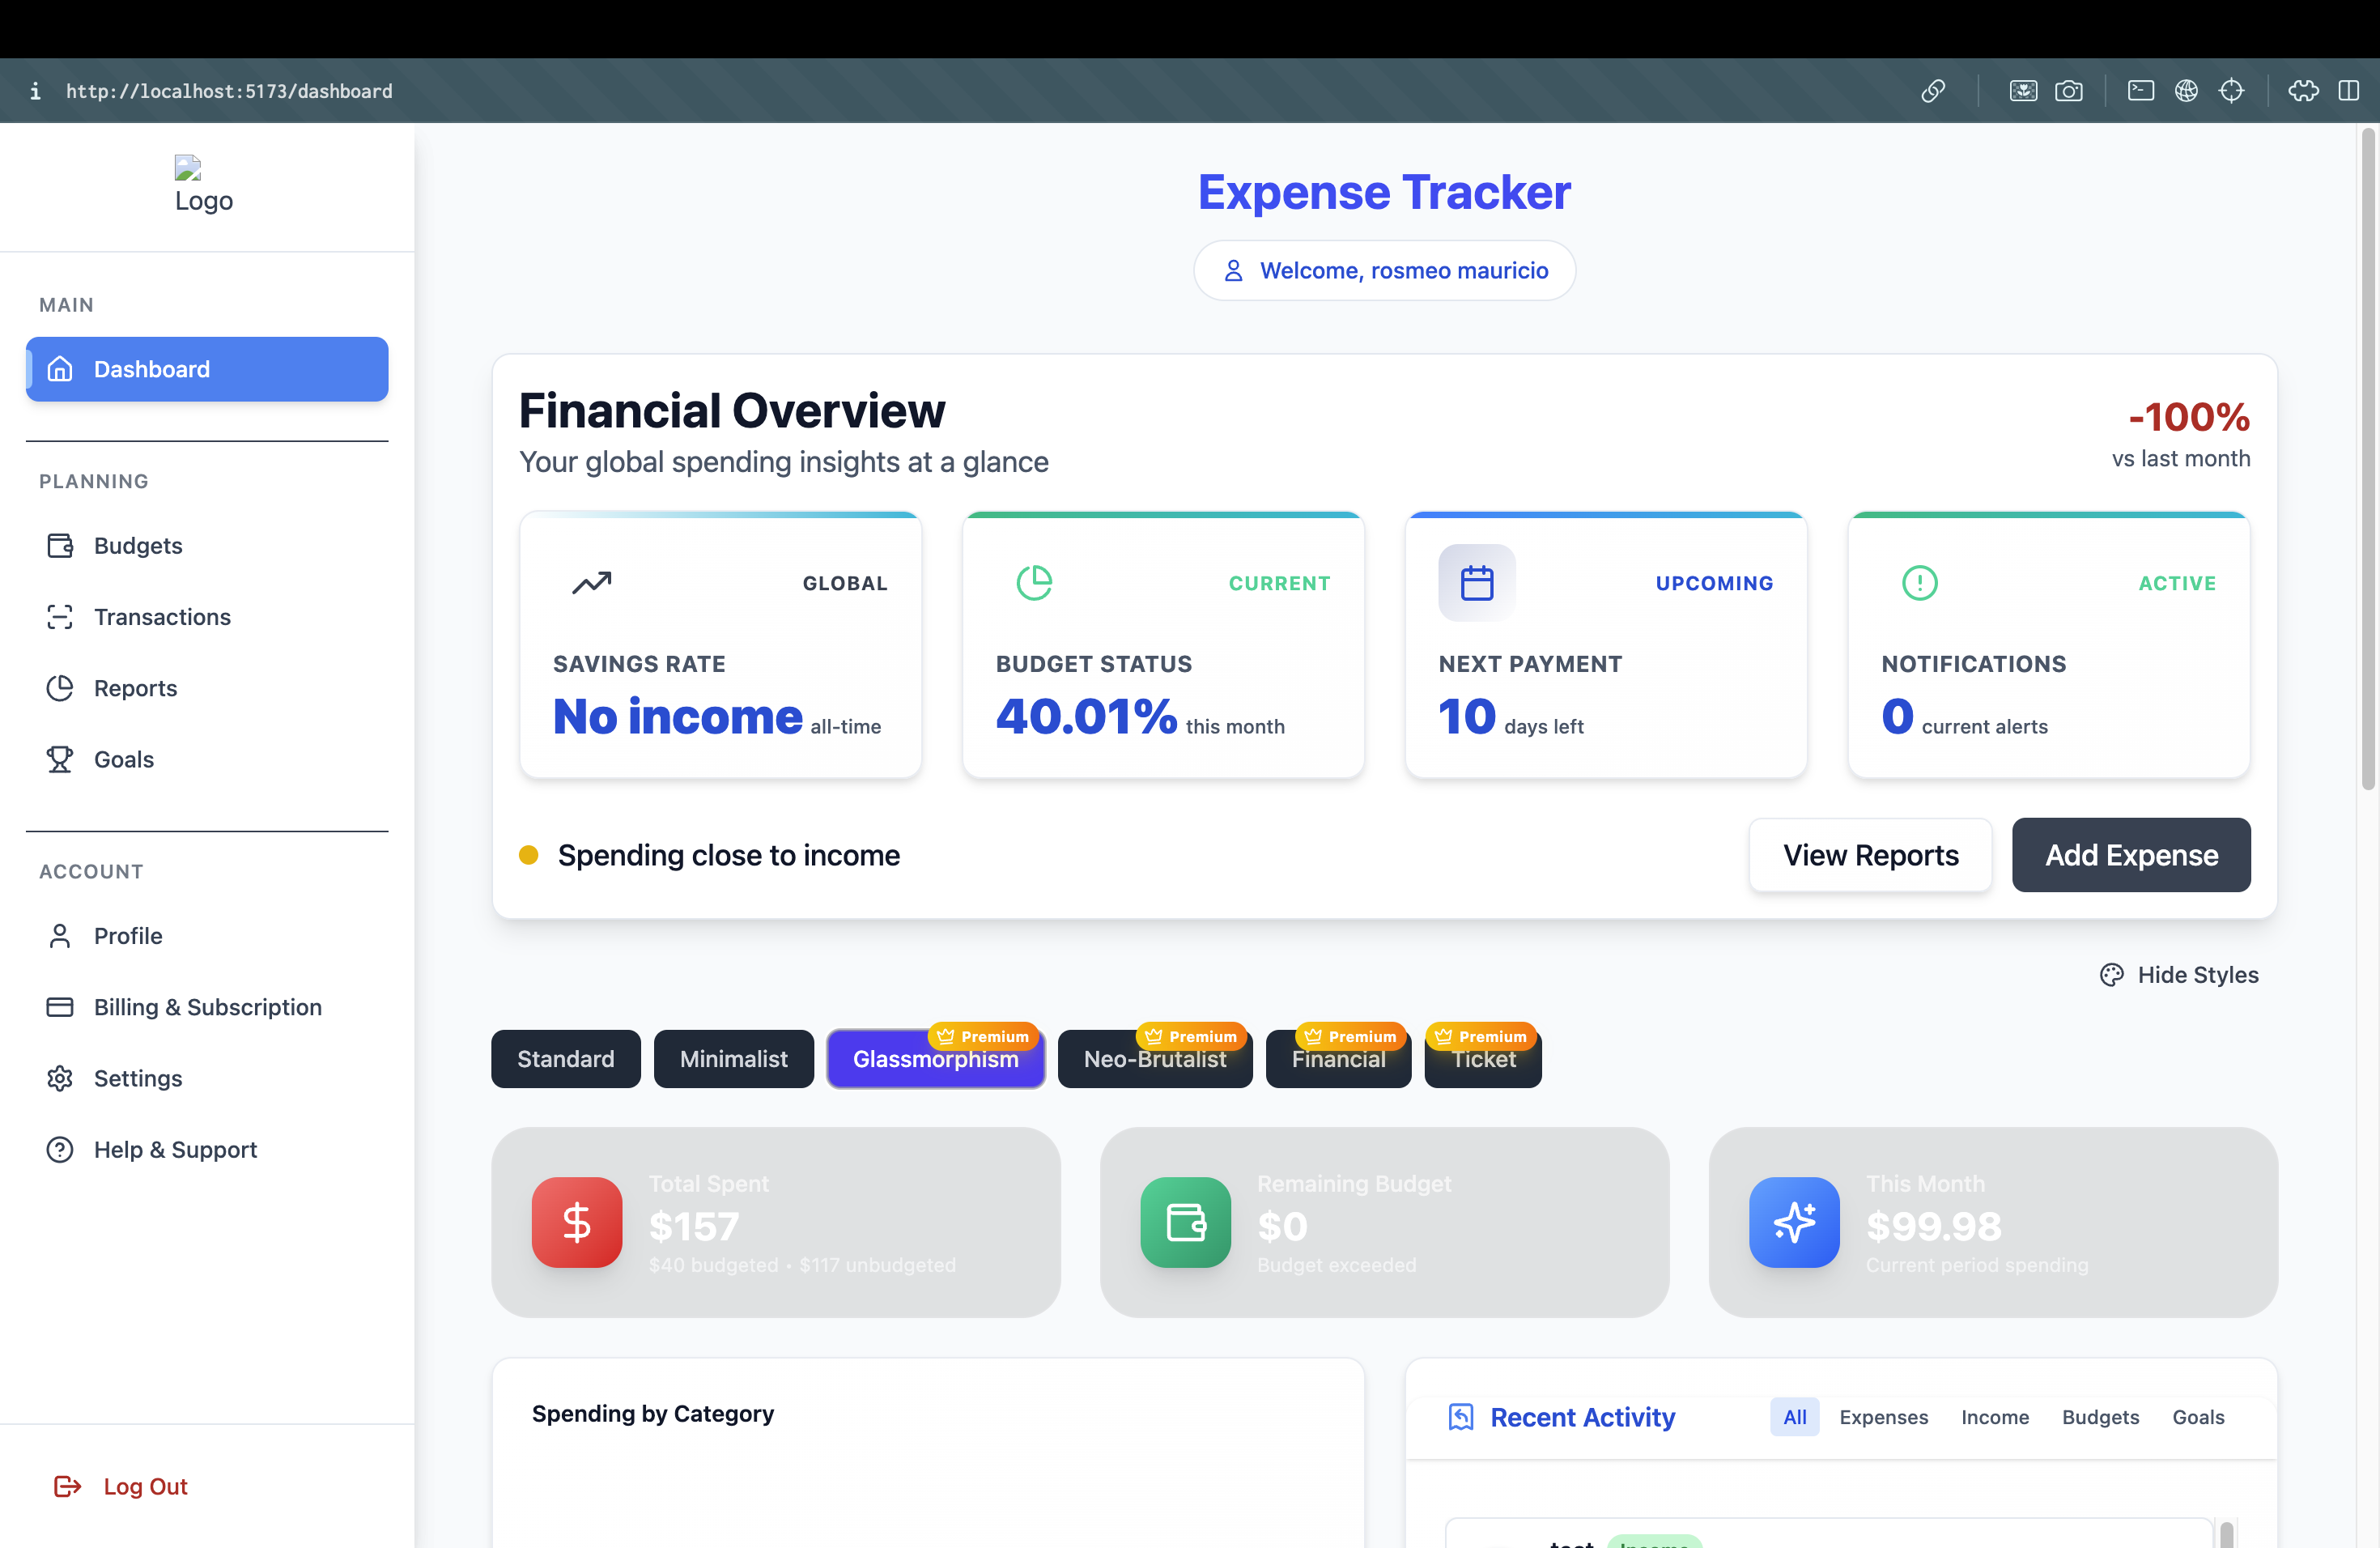 i http://localhost:5173/dashboard
Logo
MAIN
Dashboard
PLANNING
Budgets
Transactions
Reports
Goals
ACCOUNT
Profile
Billing & Subscription
Settings
Help & Support
Log Out
Expense Tracker
Welcome, rosmeo mauricio
Financial Overview
Your global spending insights at a glance
-100%
vs last month
GLOBAL
SAVINGS RATE
No income all-time
CURRENT
BUDGET STATUS
40.01% this month
UPCOMING
NEXT PAYMENT
10 days left
ACTIVE
NOTIFICATIONS
0 current alerts
Spending close to income
View Reports
Add Expense
Hide Styles
Standard
Minimalist
Premium
Glassmorphism
Premium
Neo-Brutalist
Premium
Financial
Premium
Ticket
Total Spent
$157
$40 budgeted • $117 unbudgeted
Remaining Budget
$0
Budget exceeded
This Month
$99.98
Current period spending
Spending by Category
Recent Activity
All Expenses Income Budgets Goals
test Income